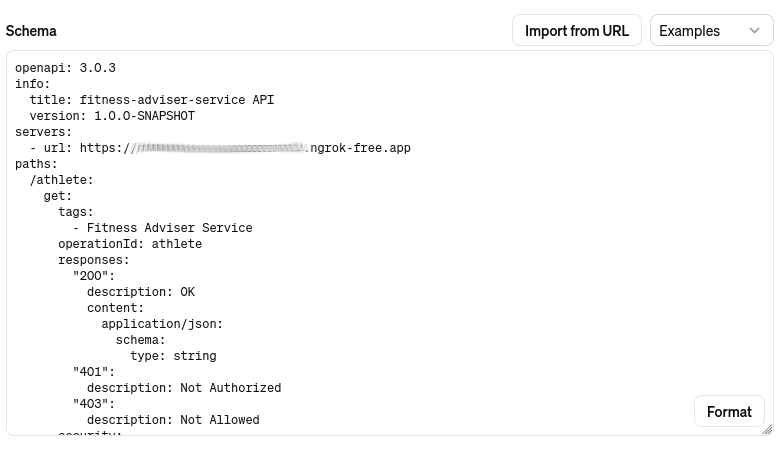 Schema
Import from URL
Examples
openapi: 3.0.3
info:
  title: fitness-adviser-service API
  version: 1.0.0-SNAPSHOT
servers:
  - url: https://.ngrok-free.app
paths:
  /athlete:
    get:
      tags:
        - Fitness Adviser Service
      operationId: athlete
      responses:
        "200":
          description: OK
          content:
            application/json:
              schema:
                type: string
        "401":
          description: Not Authorized
        "403":
          description: Not Allowed
      security:
Format